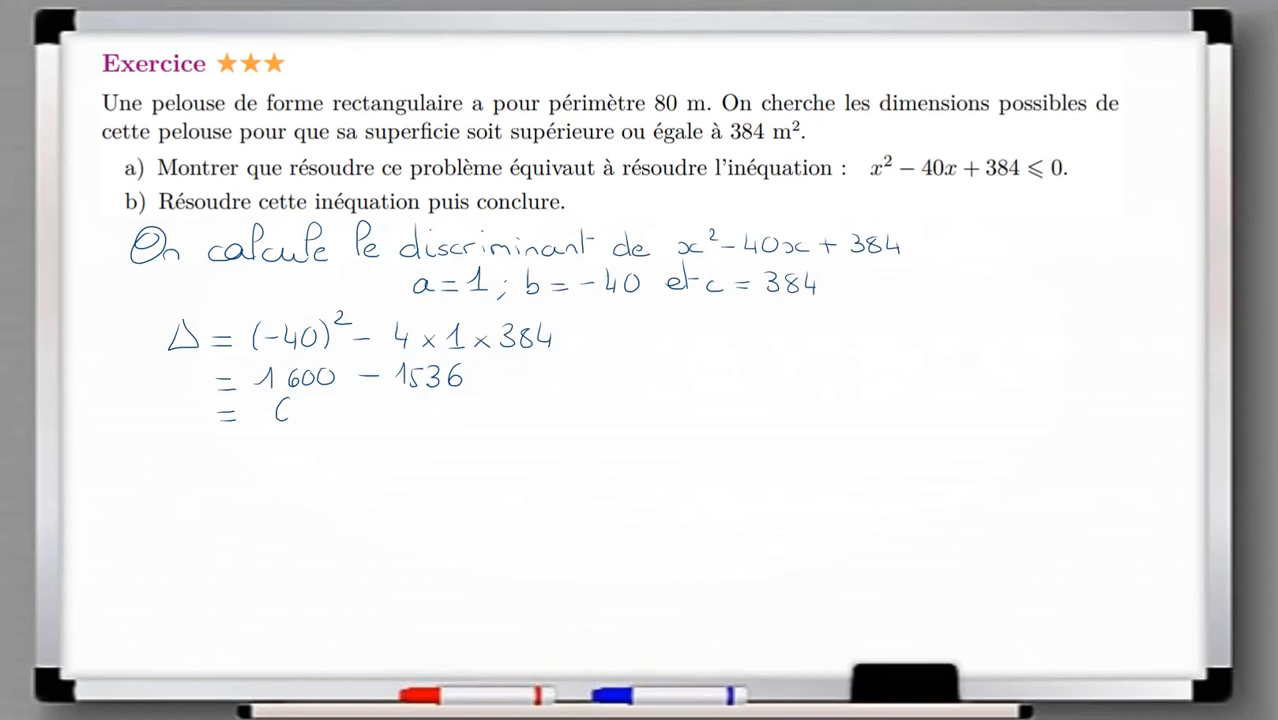 Exercice ★★★
Une pelouse de forme rectangulaire a pour périmètre 80 m. On cherche les dimensions possibles de
cette pelouse pour que sa superficie soit supérieure ou égale à 384 m².
a) Montrer que résoudre ce problème équivaut à résoudre l'inéquation : x² − 40x + 384 ⩽ 0.
b) Résoudre cette inéquation puis conclure.
On calcule le discriminant de x² - 40x + 384
a = 1 ; b = -40 et c = 384
Δ = (-40)² - 4 × 1 × 384
= 1 600 - 1536
=